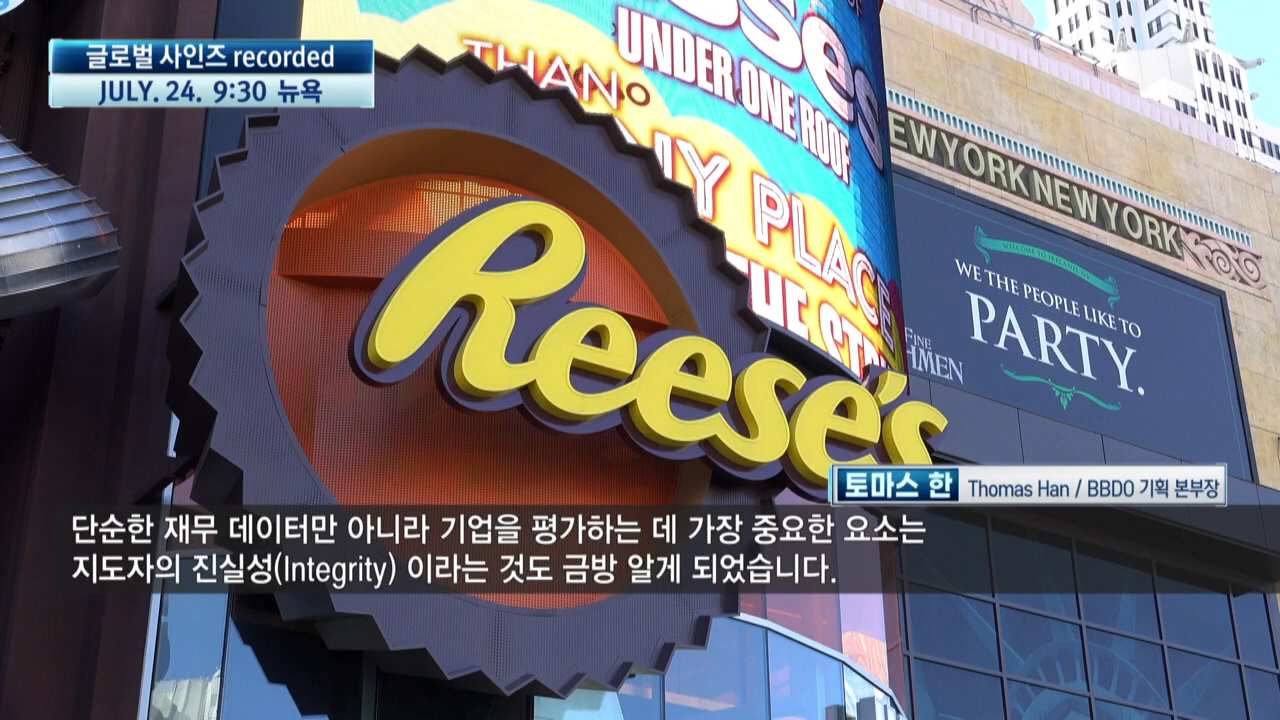 글로벌 사인즈 recorded
JULY. 24. 9:30 뉴욕
UNDER ONE ROOF
THAN
MY PLACE
Reese's
NEW YORK
WELCOME TO
WE THE PEOPLE LIKE TO
PARTY.
FINE
토마스 한 Thomas Han / BBDO 기획 본부장
단순한 재무 데이터만 아니라 기업을 평가하는 데 가장 중요한 요소는
지도자의 진실성(Integrity) 이라는 것도 금방 알게 되었습니다.